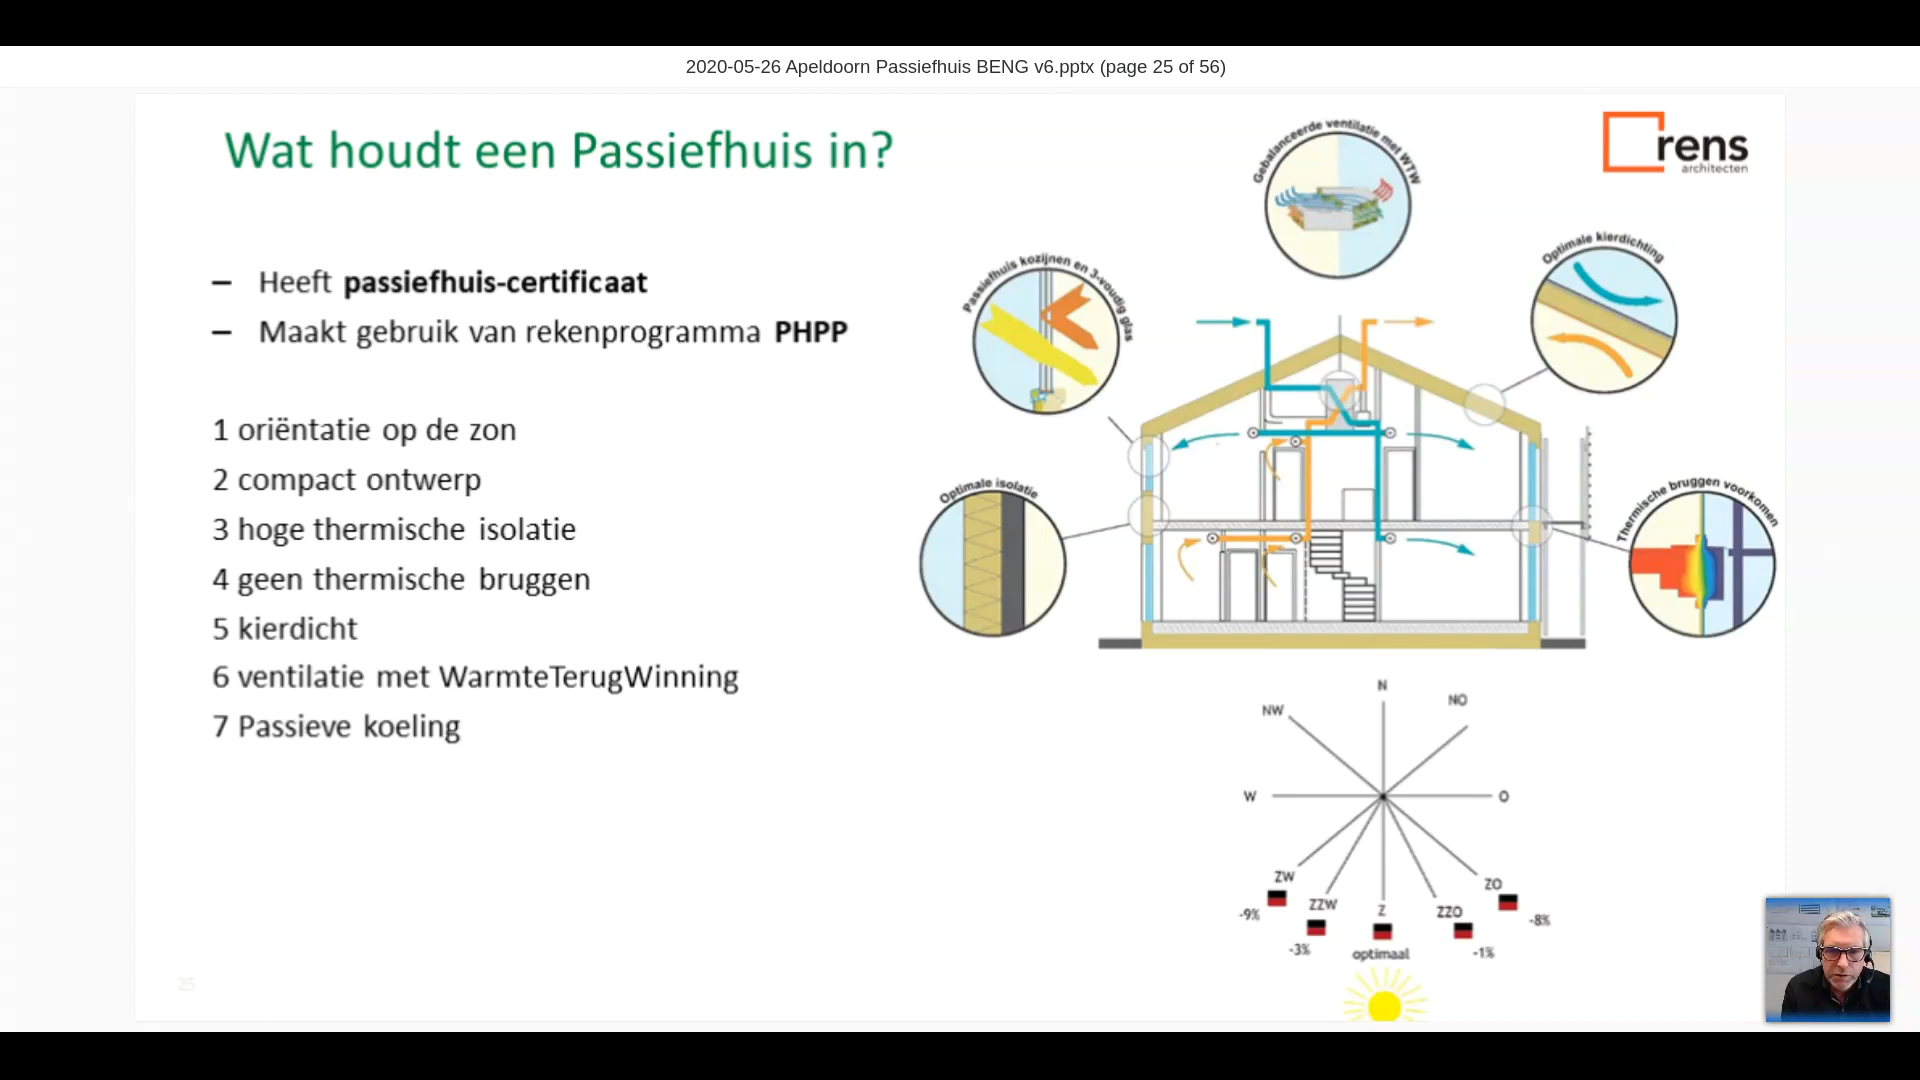 2020-05-26 Apeldoorn Passiefhuis BENG v6.pptx (page 25 of 56)
Wat houdt een Passiefhuis in?
rens
architecten
– Heeft passiefhuis-certificaat
– Maakt gebruik van rekenprogramma PHPP
1 oriëntatie op de zon
2 compact ontwerp
3 hoge thermische isolatie
4 geen thermische bruggen
5 kierdicht
6 ventilatie met WarmteTerugWinning
7 Passieve koeling
Gebalanceerde ventilatie met WTW
Passiefhuis kozijnen en 3-voudig glas
Optimale kierdichting
Optimale isolatie
Thermische bruggen voorkomen
N
NW
NO
W
O
ZW
ZO
ZZW
Z
ZZO
-9%
-8%
-3%
optimaal
-1%
25